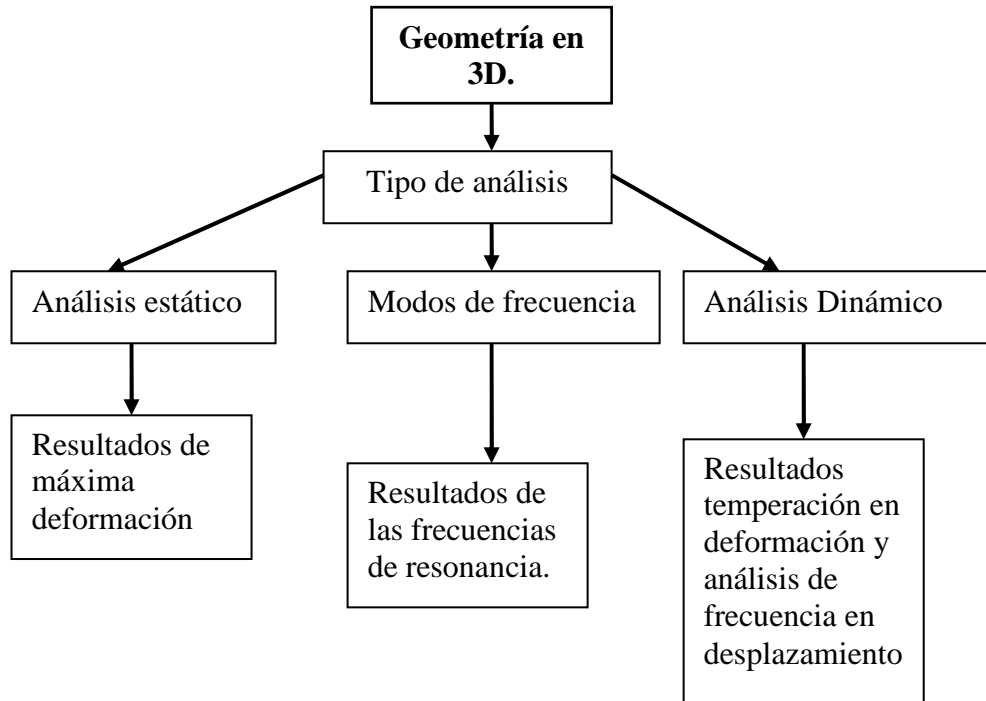 Geometría en
3D.
Tipo de análisis
Análisis estático
Modos de frecuencia
Análisis Dinámico
Resultados de
máxima
deformación
Resultados de
las frecuencias
de resonancia.
Resultados
temperación en
deformación y
análisis de
frecuencia en
desplazamiento